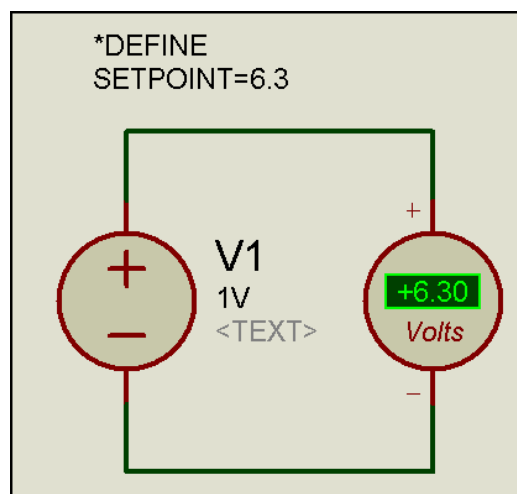 *DEFINE
SETPOINT=6.3
V1
1V
<TEXT>
+
+6.30
Volts
−